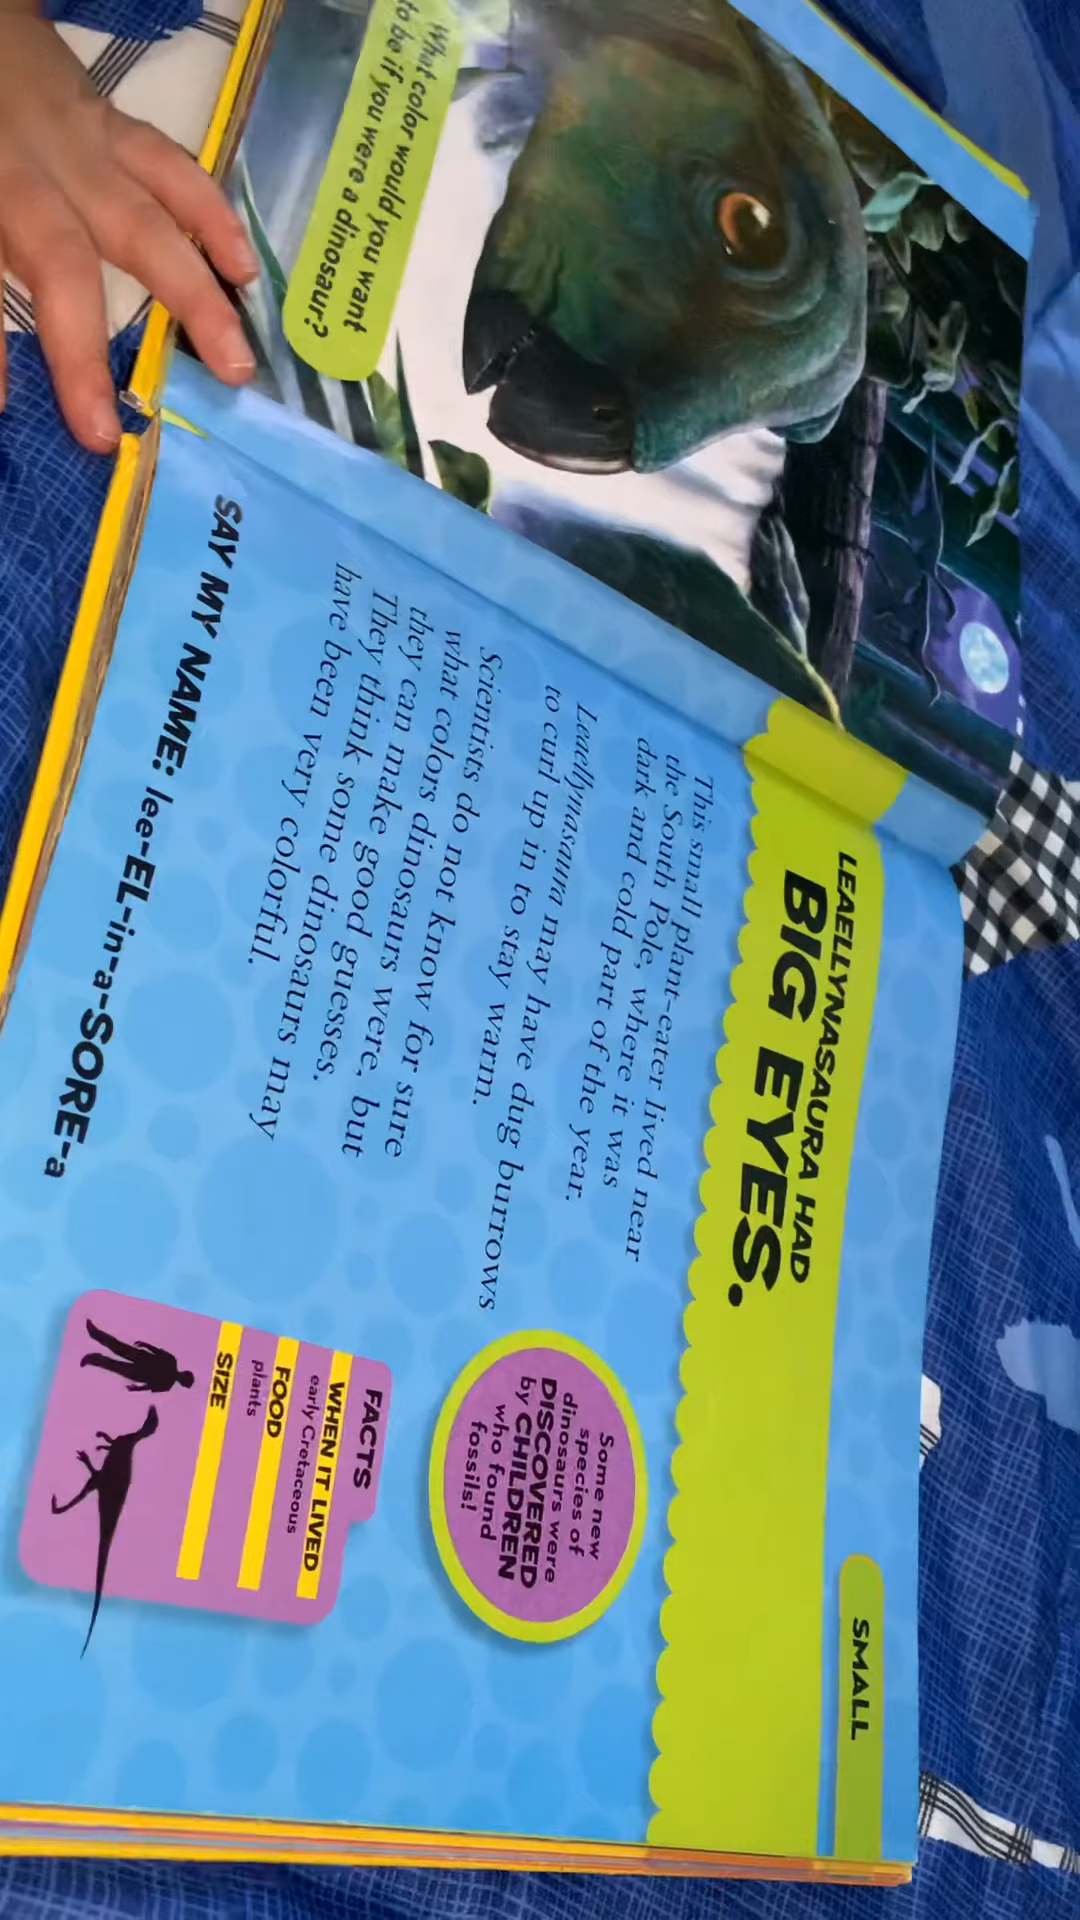 What color would you want
to be if you were a dinosaur?
SMALL
LEAELLYNASAURA HAD
BIG EYES.
This small plant-eater lived near
the South Pole, where it was
dark and cold part of the year.
Leaellynasaura may have dug burrows
to curl up in to stay warm.
Scientists do not know for sure
what colors dinosaurs were, but
they can make good guesses.
They think some dinosaurs may
have been very colorful.
SAY MY NAME: lee-EL-in-a-SORE-a
Some new
species of
dinosaurs were
DISCOVERED
by CHILDREN
who found
fossils!
FACTS
WHEN IT LIVED
early Cretaceous
FOOD
plants
SIZE